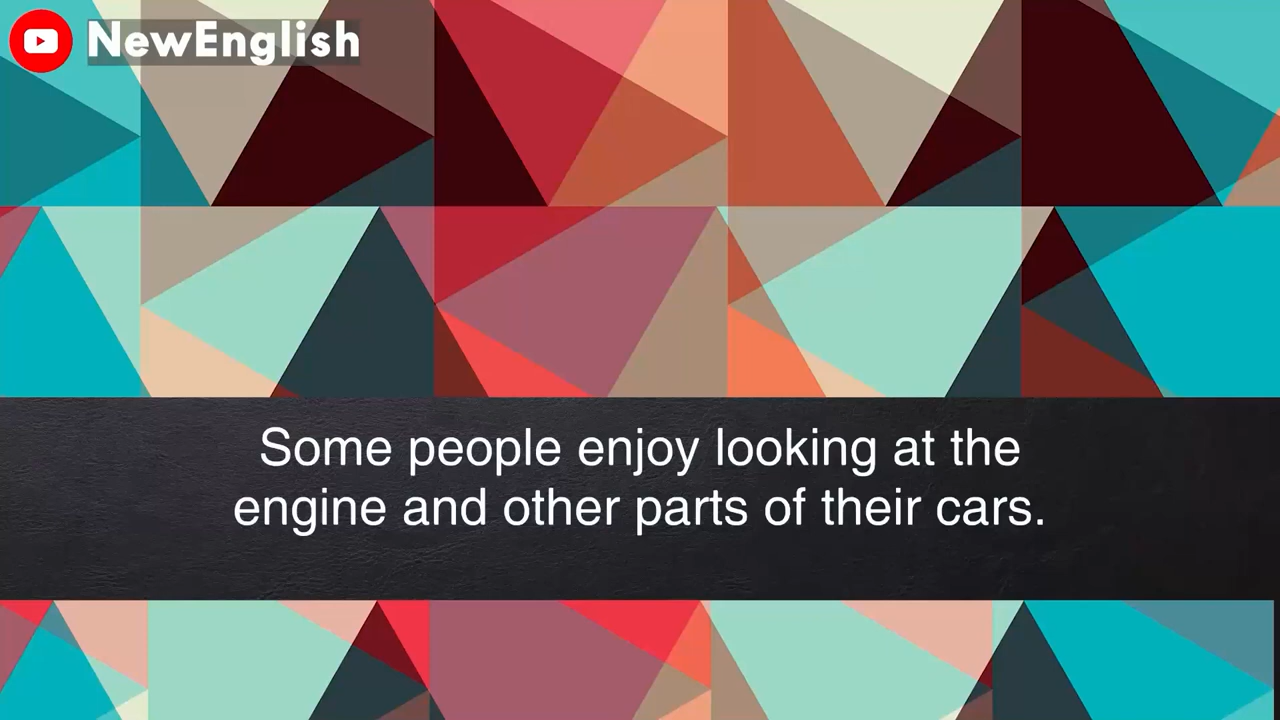 NewEnglish
Some people enjoy looking at the
engine and other parts of their cars.